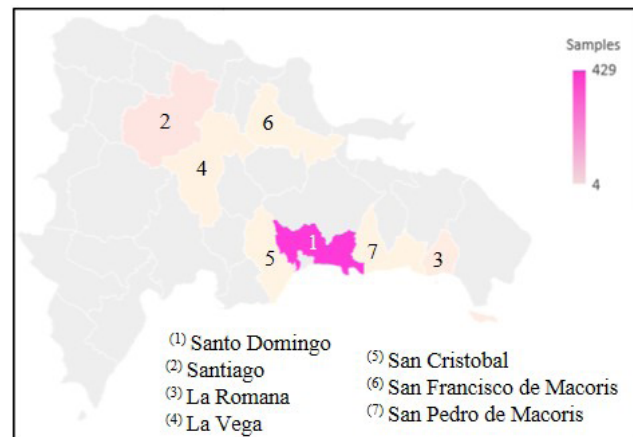 Samples
429
4
2
6
4
1
5
7
3
(1) Santo Domingo
(2) Santiago
(3) La Romana
(4) La Vega
(5) San Cristobal
(6) San Francisco de Macoris
(7) San Pedro de Macoris